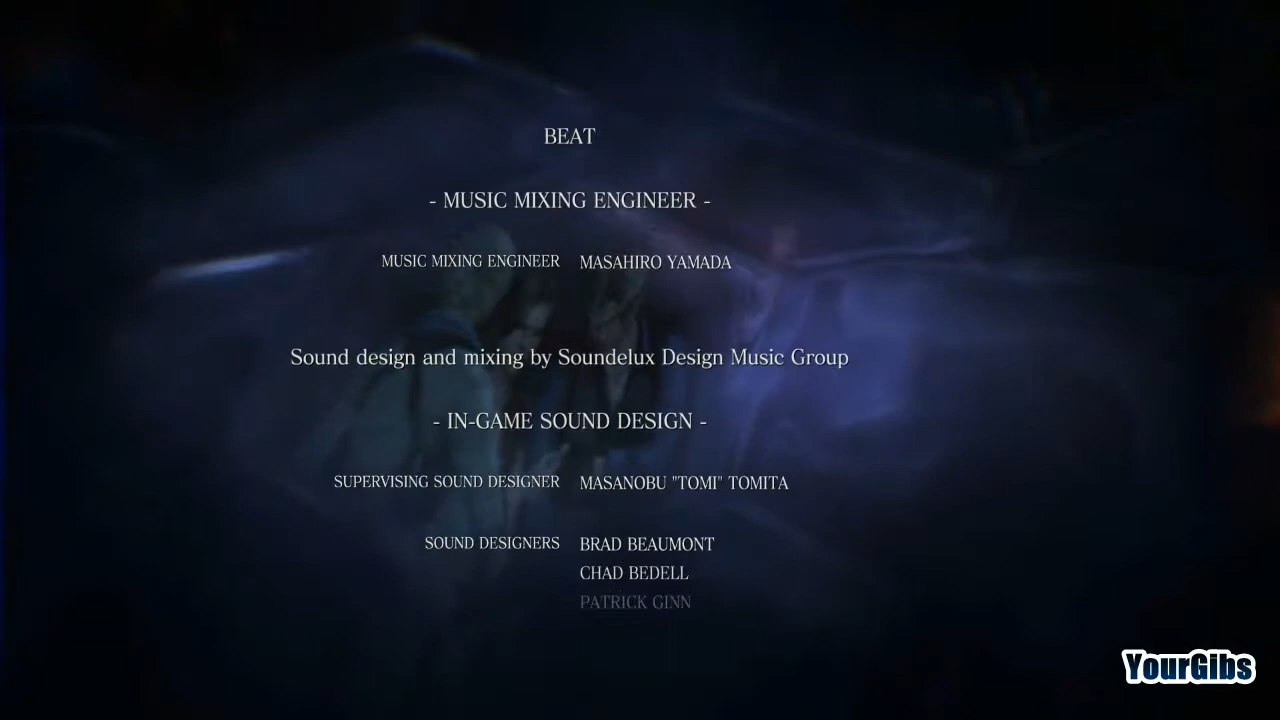 BEAT
- MUSIC MIXING ENGINEER -
MUSIC MIXING ENGINEER MASAHIRO YAMADA
Sound design and mixing by Soundelux Design Music Group
- IN-GAME SOUND DESIGN -
SUPERVISING SOUND DESIGNER MASANOBU "TOMI" TOMITA
SOUND DESIGNERS BRAD BEAUMONT
CHAD BEDELL
PATRICK GINN
YourGibs